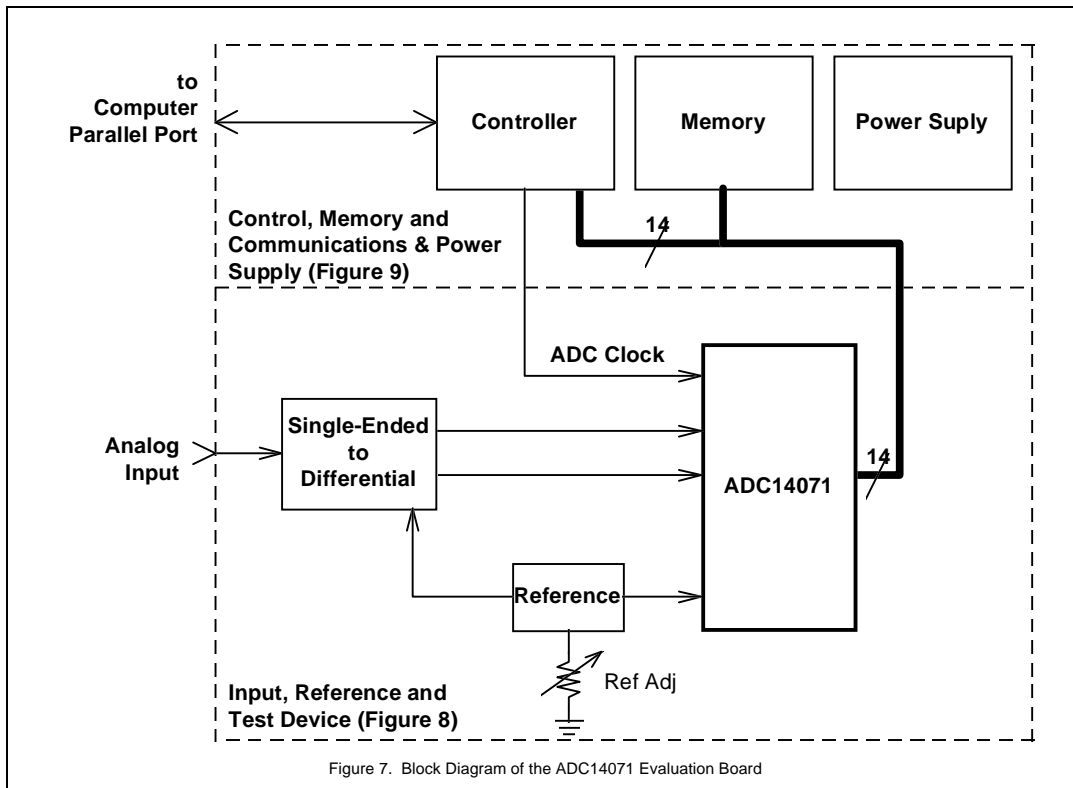 to
Computer
Parallel Port
Controller
Memory
Power Suply
Control, Memory and
Communications & Power
Supply (Figure 9)
14
ADC Clock
Analog
Input
Single-Ended
to
Differential
ADC14071
14
Reference
Ref Adj
Input, Reference and
Test Device (Figure 8)
Figure 7. Block Diagram of the ADC14071 Evaluation Board